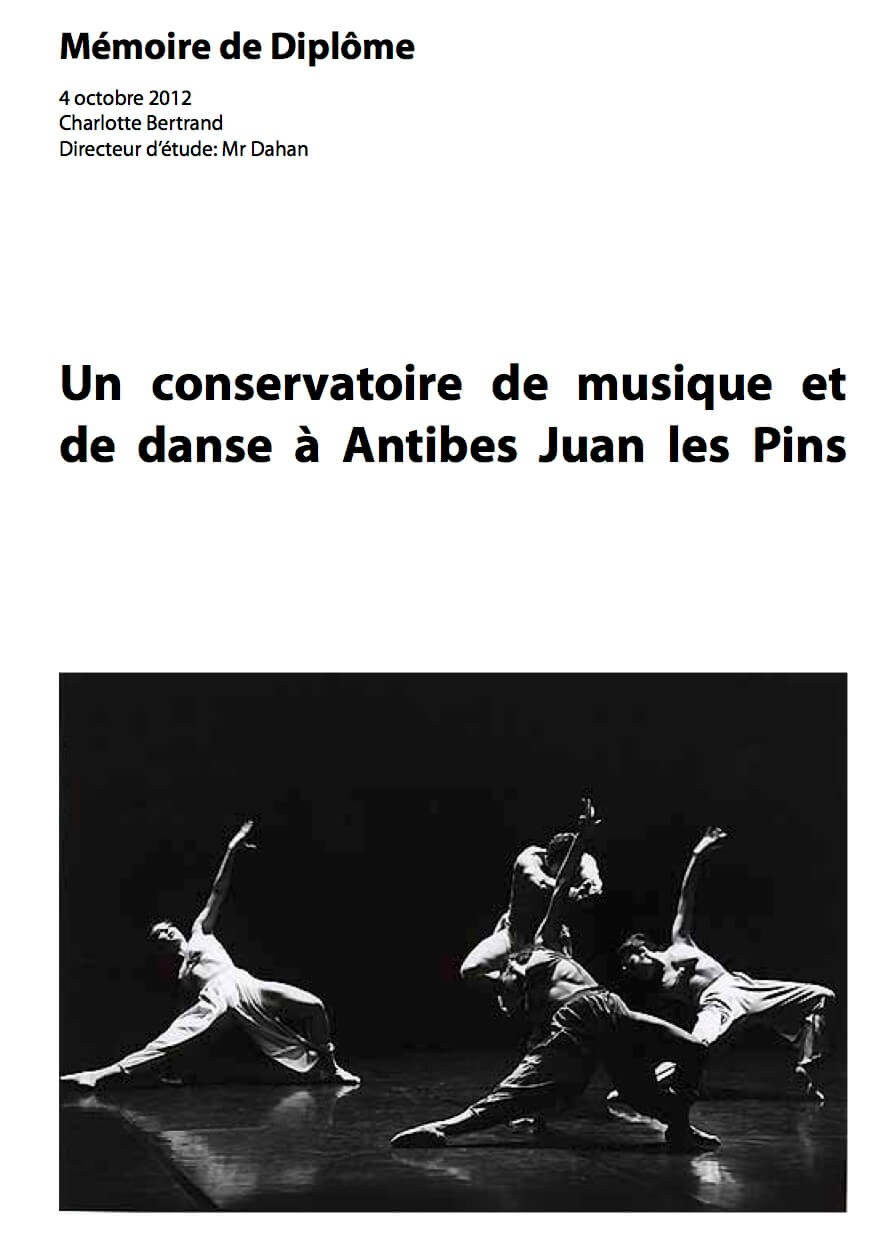 Mémoire de Diplôme
4 octobre 2012
Charlotte Bertrand
Directeur d’étude: Mr Dahan
Un conservatoire de musique et
de danse à Antibes Juan les Pins